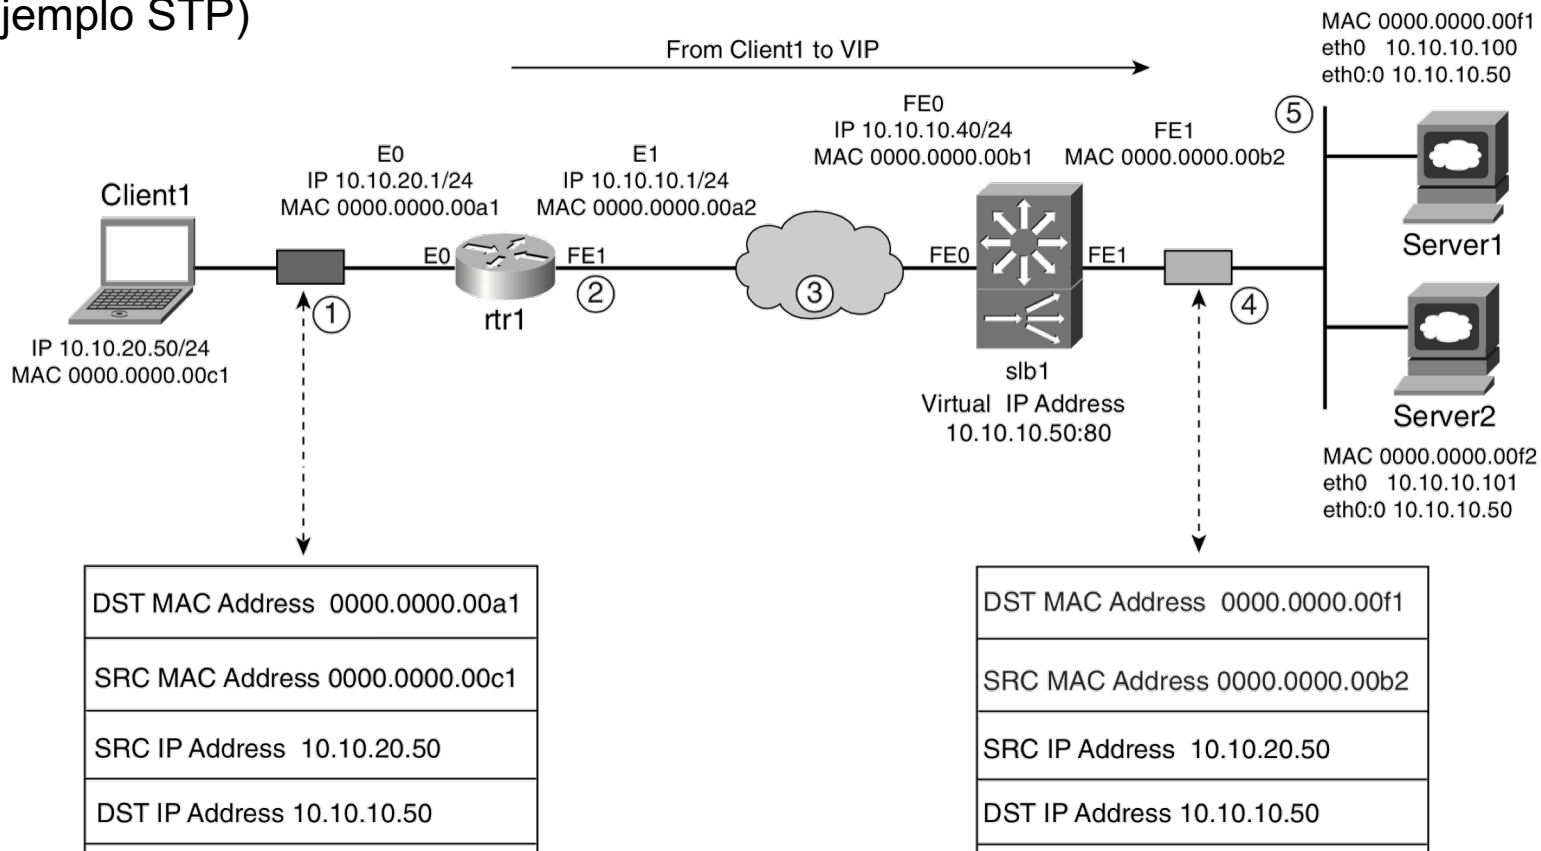 jemplo STP)
From Client1 to VIP
MAC 0000.0000.00f1
eth0 10.10.10.100
eth0:0 10.10.10.50
5
Server1
FE0
IP 10.10.10.40/24
MAC 0000.0000.00b1
FE1
MAC 0000.0000.00b2
E0
IP 10.10.20.1/24
MAC 0000.0000.00a1
E1
IP 10.10.10.1/24
MAC 0000.0000.00a2
Client1
E0
FE1
FE0
FE1
1
2
3
4
rtr1
IP 10.10.20.50/24
MAC 0000.0000.00c1
slb1
Virtual IP Address
10.10.10.50:80
Server2
MAC 0000.0000.00f2
eth0 10.10.10.101
eth0:0 10.10.10.50
DST MAC Address 0000.0000.00a1
SRC MAC Address 0000.0000.00c1
SRC IP Address 10.10.20.50
DST IP Address 10.10.10.50
DST MAC Address 0000.0000.00f1
SRC MAC Address 0000.0000.00b2
SRC IP Address 10.10.20.50
DST IP Address 10.10.10.50